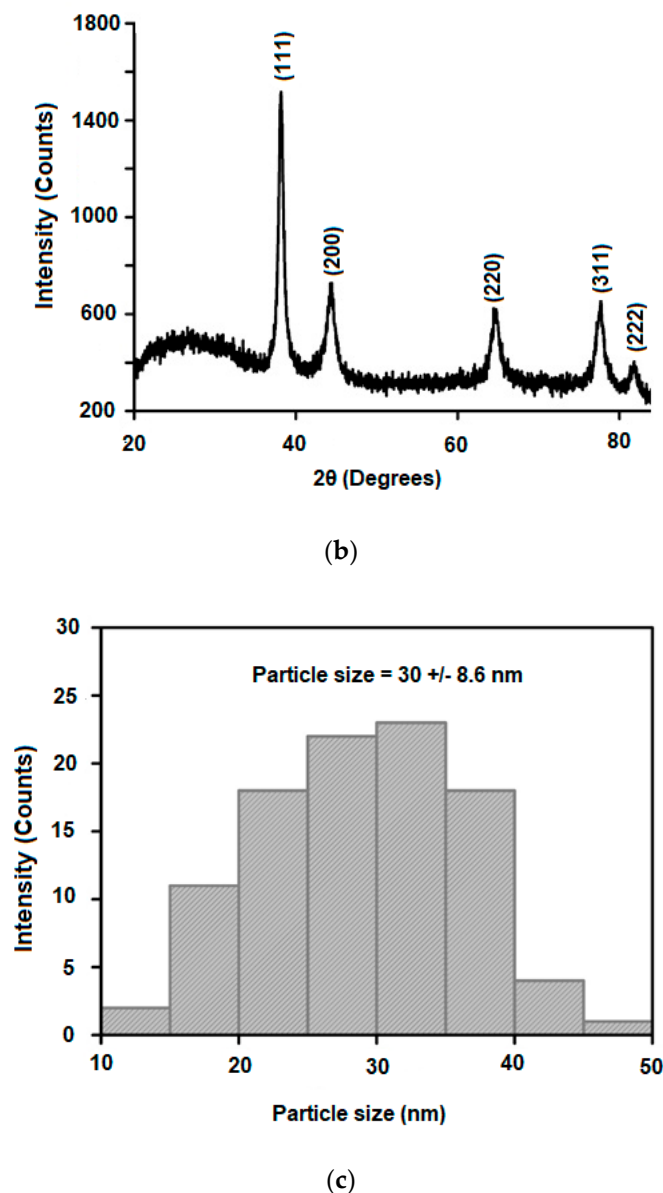 1800
1400
1000
600
200
Intensity (Counts)
(111)
(200)
(220)
(311)
(222)
20 40 60 80
2θ (Degrees)
(b)
30
25
20
15
10
5
0
Intensity (Counts)
Particle size = 30 +/- 8.6 nm
10 20 30 40 50
Particle size (nm)
(c)